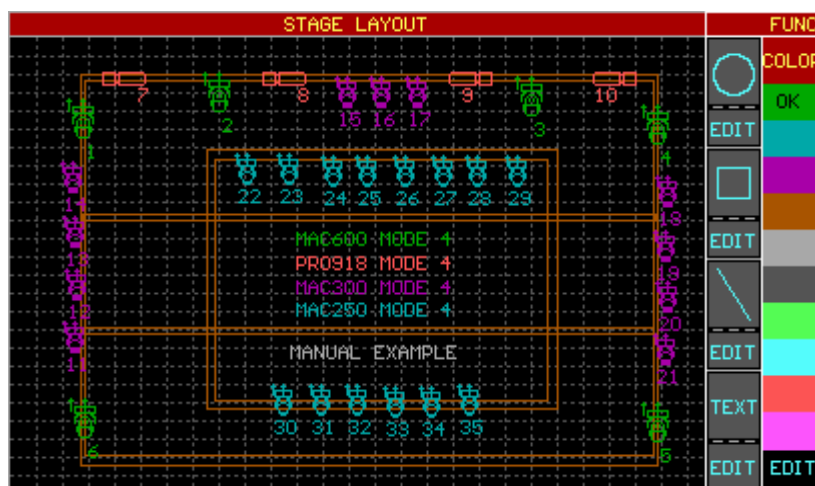 STAGE LAYOUT FUNC
COLOR
OK
EDIT
7 8 9 10
15 16 17
2 3
1 4
22 23 24 25 26 27 28 29
14 18
EDIT
MAC600 MODE 4
PRO918 MODE 4
13 19
MAC300 MODE 4
MAC250 MODE 4
12 20
MANUAL EXAMPLE
EDIT
11 21
TEXT
30 31 32 33 34 35
6 5
EDIT EDIT